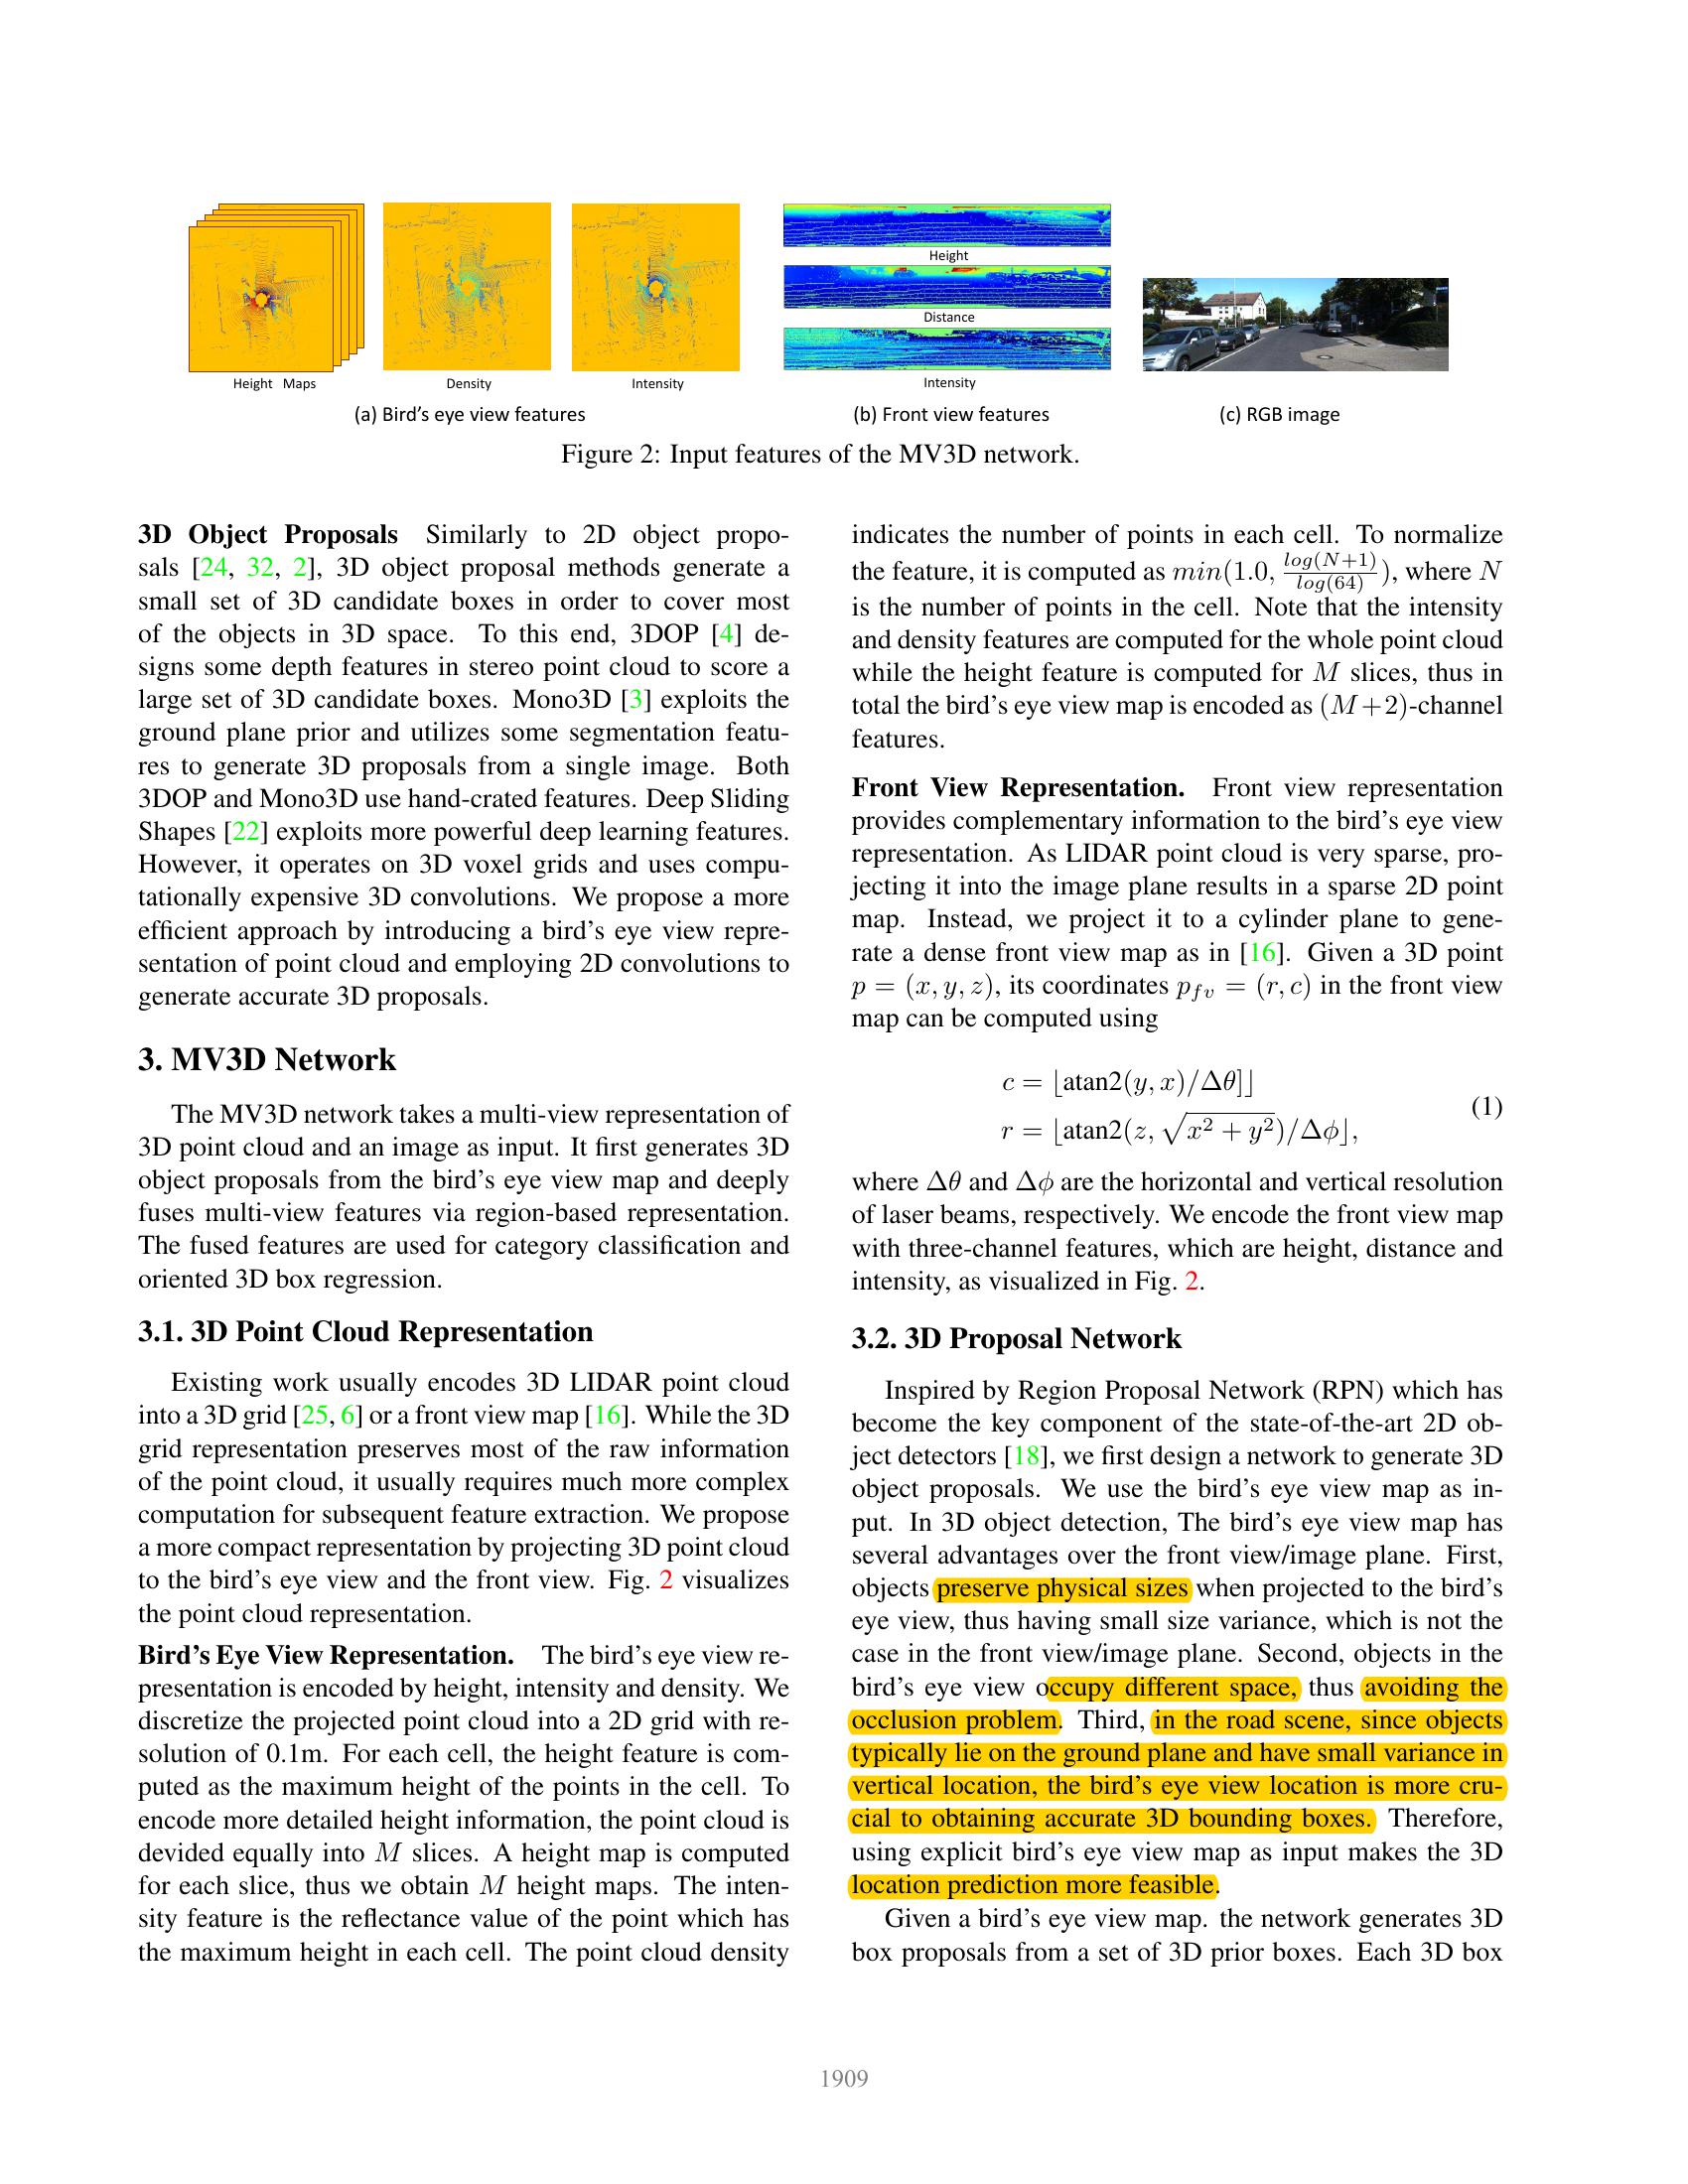 Height Maps
Density
Intensity
(a) Bird's eye view features
Height
Distance
Intensity
(b) Front view features
(c) RGB image
Figure 2: Input features of the MV3D network.
3D Object Proposals Similarly to 2D object propo-
sals [24, 32, 2], 3D object proposal methods generate a
small set of 3D candidate boxes in order to cover most
of the objects in 3D space. To this end, 3DOP [4] de-
signs some depth features in stereo point cloud to score a
large set of 3D candidate boxes. Mono3D [3] exploits the
ground plane prior and utilizes some segmentation featu-
res to generate 3D proposals from a single image. Both
3DOP and Mono3D use hand-crated features. Deep Sliding
Shapes [22] exploits more powerful deep learning features.
However, it operates on 3D voxel grids and uses compu-
tationally expensive 3D convolutions. We propose a more
efficient approach by introducing a bird's eye view repre-
sentation of point cloud and employing 2D convolutions to
generate accurate 3D proposals.
3. MV3D Network
The MV3D network takes a multi-view representation of
3D point cloud and an image as input. It first generates 3D
object proposals from the bird's eye view map and deeply
fuses multi-view features via region-based representation.
The fused features are used for category classification and
oriented 3D box regression.
3.1. 3D Point Cloud Representation
Existing work usually encodes 3D LIDAR point cloud
into a 3D grid [25, 6] or a front view map [16]. While the 3D
grid representation preserves most of the raw information
of the point cloud, it usually requires much more complex
computation for subsequent feature extraction. We propose
a more compact representation by projecting 3D point cloud
to the bird's eye view and the front view. Fig. 2 visualizes
the point cloud representation.
Bird's Eye View Representation. The bird's eye view re-
presentation is encoded by height, intensity and density. We
discretize the projected point cloud into a 2D grid with re-
solution of 0.1m. For each cell, the height feature is com-
puted as the maximum height of the points in the cell. To
encode more detailed height information, the point cloud is
devided equally into M slices. A height map is computed
for each slice, thus we obtain M height maps. The inten-
sity feature is the reflectance value of the point which has
the maximum height in each cell. The point cloud density
indicates the number of points in each cell. To normalize
the feature, it is computed as min(1.0, log(N+1)/log(64)), where N
is the number of points in the cell. Note that the intensity
and density features are computed for the whole point cloud
while the height feature is computed for M slices, thus in
total the bird's eye view map is encoded as (M+2)-channel
features.
Front View Representation. Front view representation
provides complementary information to the bird's eye view
representation. As LIDAR point cloud is very sparse, pro-
jecting it into the image plane results in a sparse 2D point
map. Instead, we project it to a cylinder plane to gene-
rate a dense front view map as in [16]. Given a 3D point
p = (x, y, z), its coordinates p_fv = (r, c) in the front view
map can be computed using
c = ⌊atan2(y, x)/Δθ]⌋
r = ⌊atan2(z, √(x² + y²)/Δϕ⌋,
(1)
where Δθ and Δϕ are the horizontal and vertical resolution
of laser beams, respectively. We encode the front view map
with three-channel features, which are height, distance and
intensity, as visualized in Fig. 2.
3.2. 3D Proposal Network
Inspired by Region Proposal Network (RPN) which has
become the key component of the state-of-the-art 2D ob-
ject detectors [18], we first design a network to generate 3D
object proposals. We use the bird's eye view map as in-
put. In 3D object detection, The bird's eye view map has
several advantages over the front view/image plane. First,
objects preserve physical sizes when projected to the bird's
eye view, thus having small size variance, which is not the
case in the front view/image plane. Second, objects in the
bird's eye view occupy different space, thus avoiding the
occlusion problem. Third, in the road scene, since objects
typically lie on the ground plane and have small variance in
vertical location, the bird's eye view location is more cru-
cial to obtaining accurate 3D bounding boxes. Therefore,
using explicit bird's eye view map as input makes the 3D
location prediction more feasible.
Given a bird's eye view map. the network generates 3D
box proposals from a set of 3D prior boxes. Each 3D box
1909